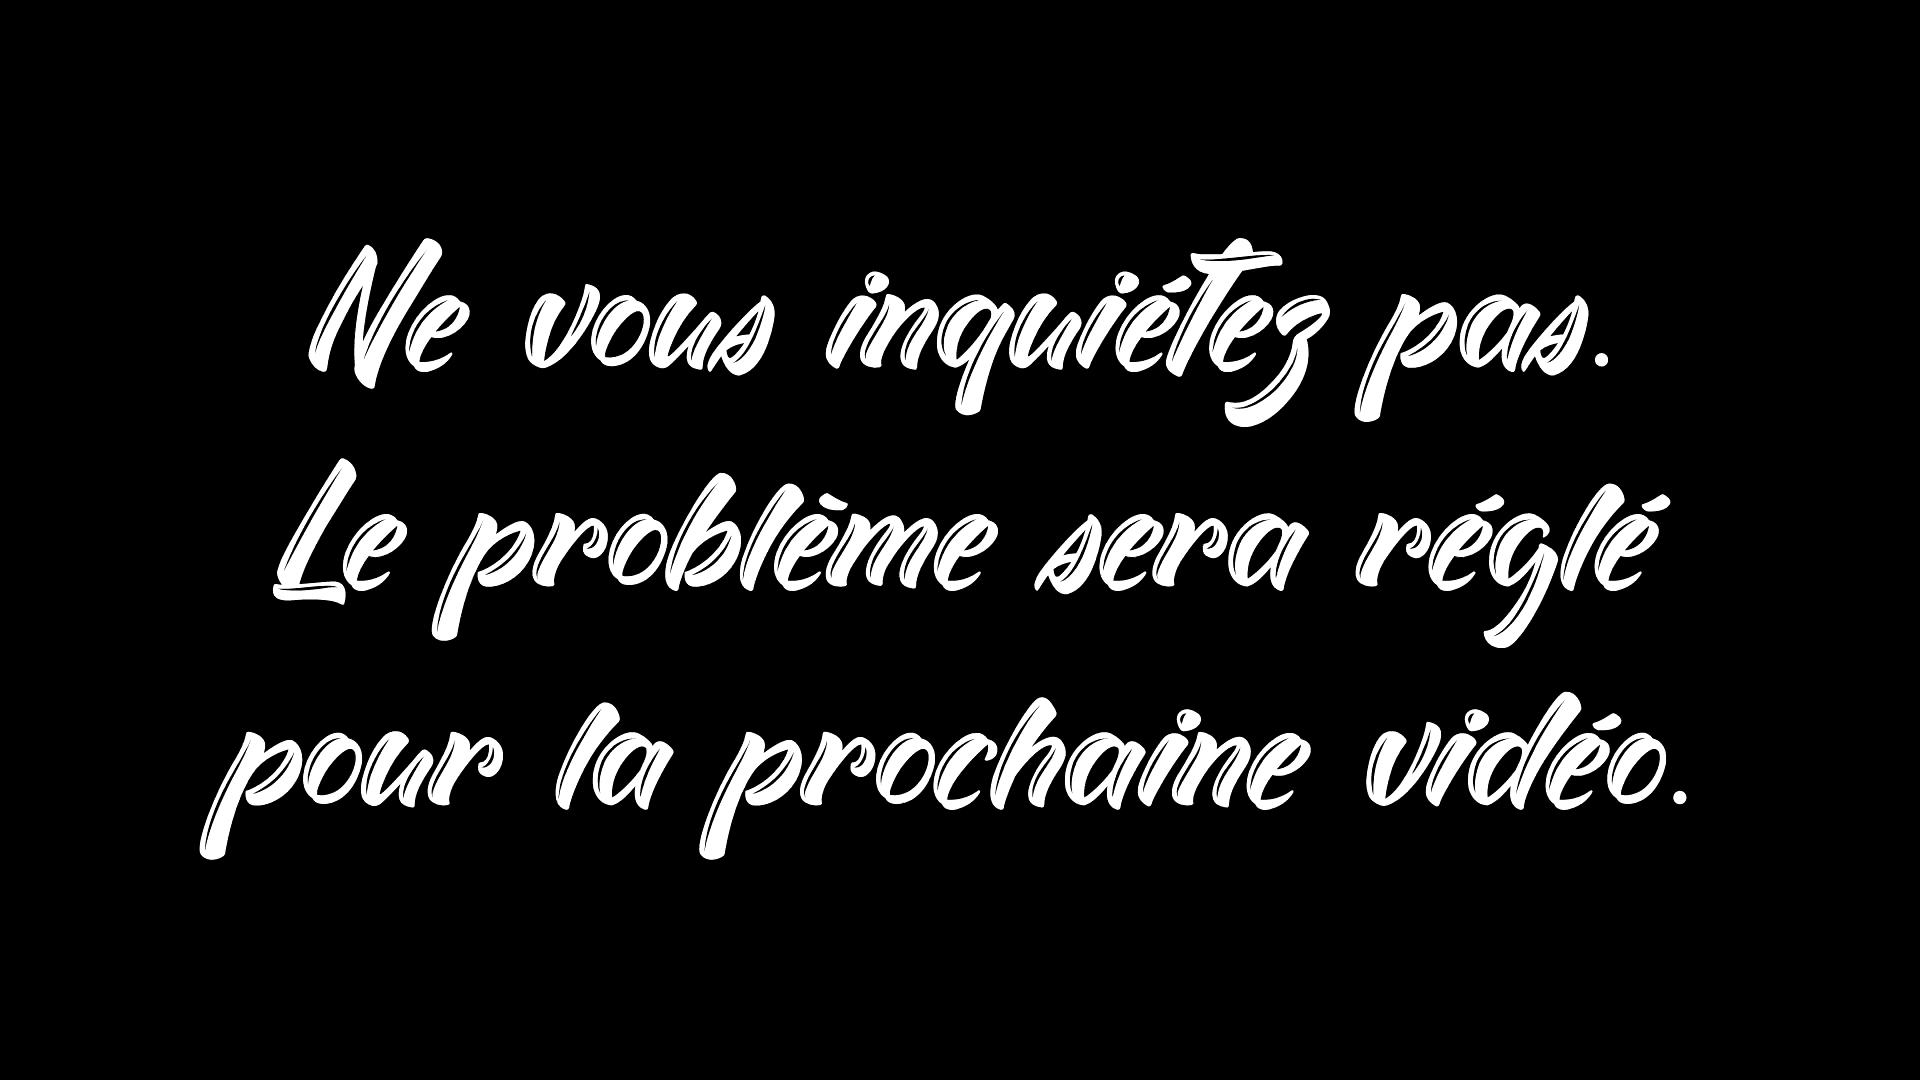 Ne vous inquiétez pas.
Le problème sera réglé
pour la prochaine vidéo.